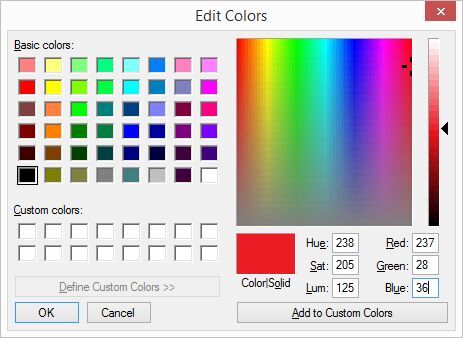 Edit Colors
Basic colors:
Custom colors:
Define Custom Colors >>
OK
Cancel
Color|Solid
Hue: 238
Sat: 205
Lum: 125
Red: 237
Green: 28
Blue: 36
Add to Custom Colors